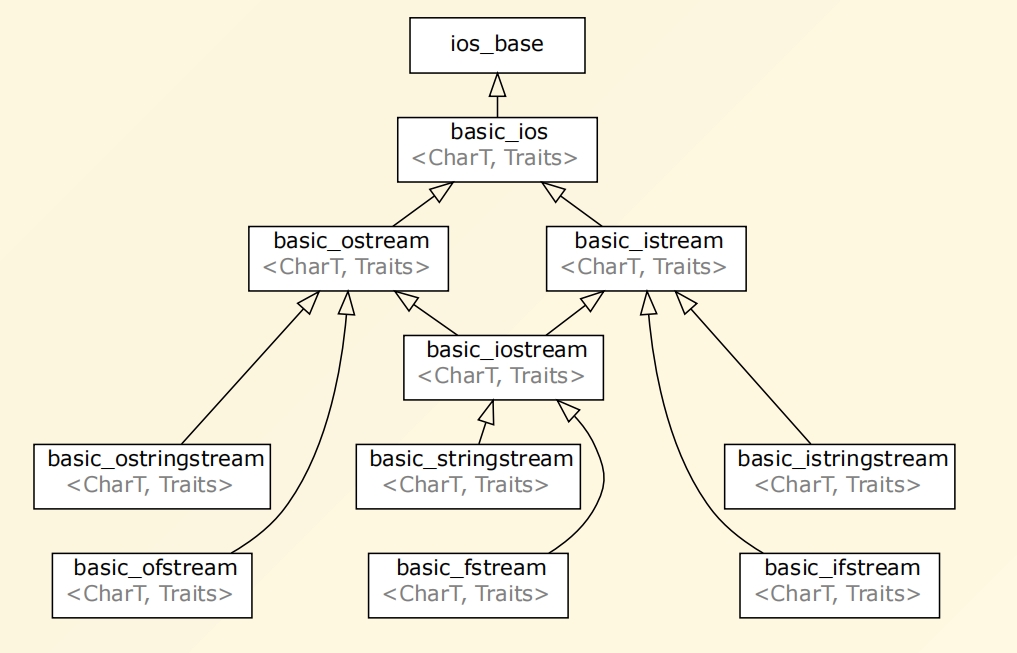 ios_base
basic_ios
<CharT, Traits>
basic_ostream
<CharT, Traits>
basic_istream
<CharT, Traits>
basic_iostream
<CharT, Traits>
basic_ostringstream
<CharT, Traits>
basic_stringstream
<CharT, Traits>
basic_istringstream
<CharT, Traits>
basic_ofstream
<CharT, Traits>
basic_fstream
<CharT, Traits>
basic_ifstream
<CharT, Traits>